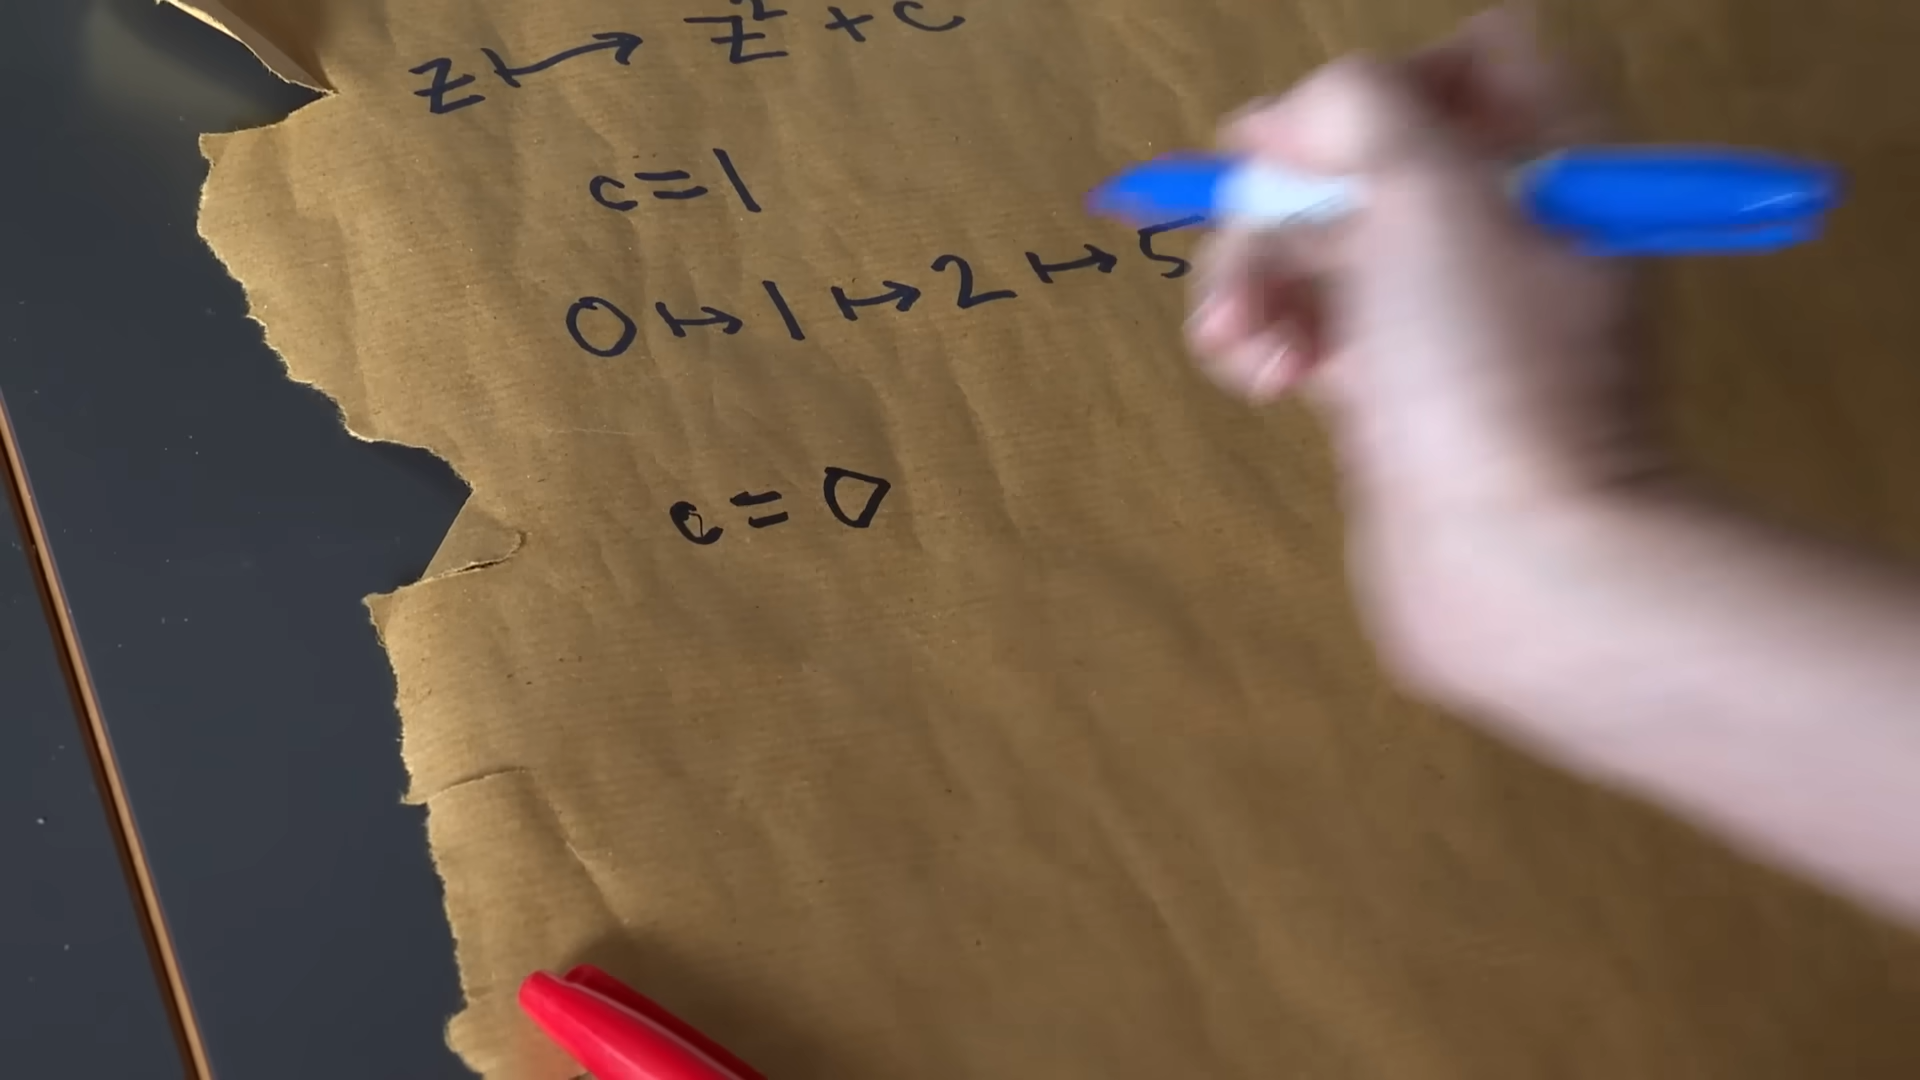 z ↦ z² + c
c=1
0 ↦ 1 ↦ 2 ↦ 5
c = 0